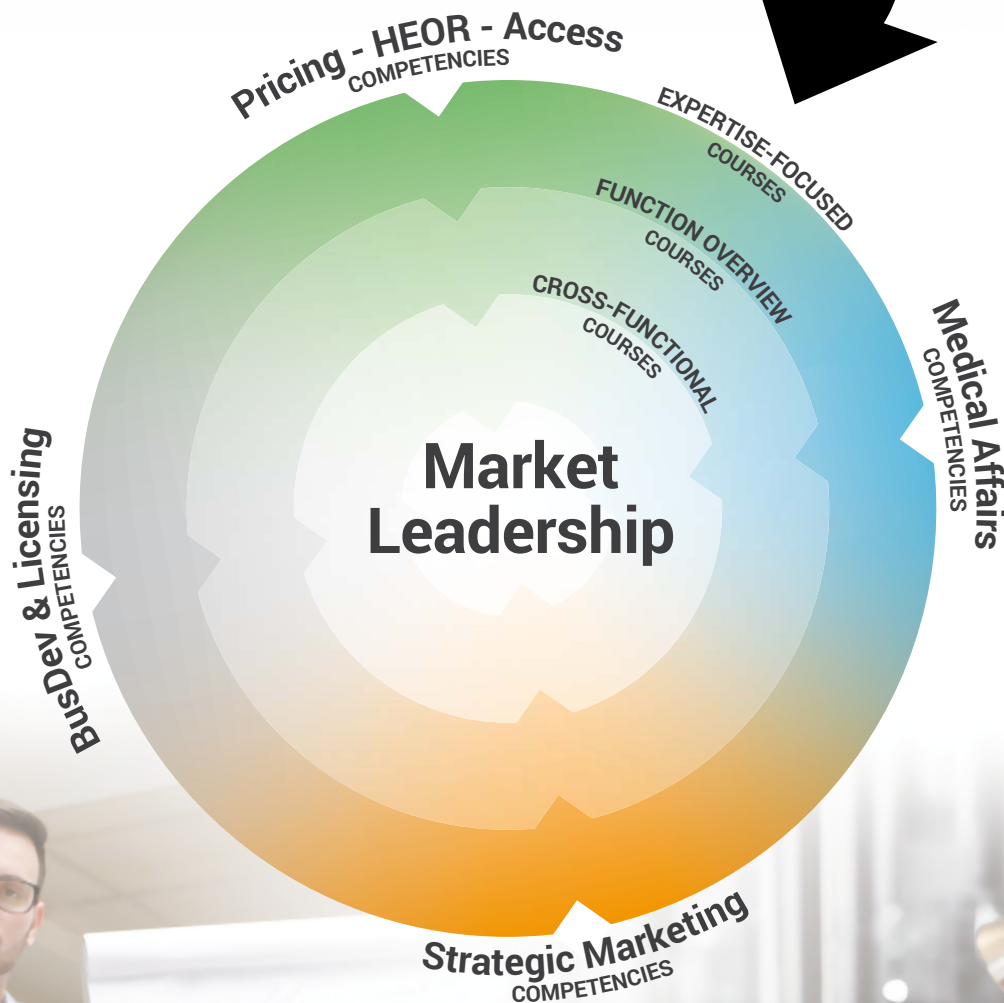 Pricing - HEOR - Access
COMPETENCIES
EXPERTISE-FOCUSED
COURSES
FUNCTION OVERVIEW
COURSES
CROSS-FUNCTIONAL
COURSES
Medical Affairs
COMPETENCIES
Market
Leadership
BusDev & Licensing
COMPETENCIES
Strategic Marketing
COMPETENCIES